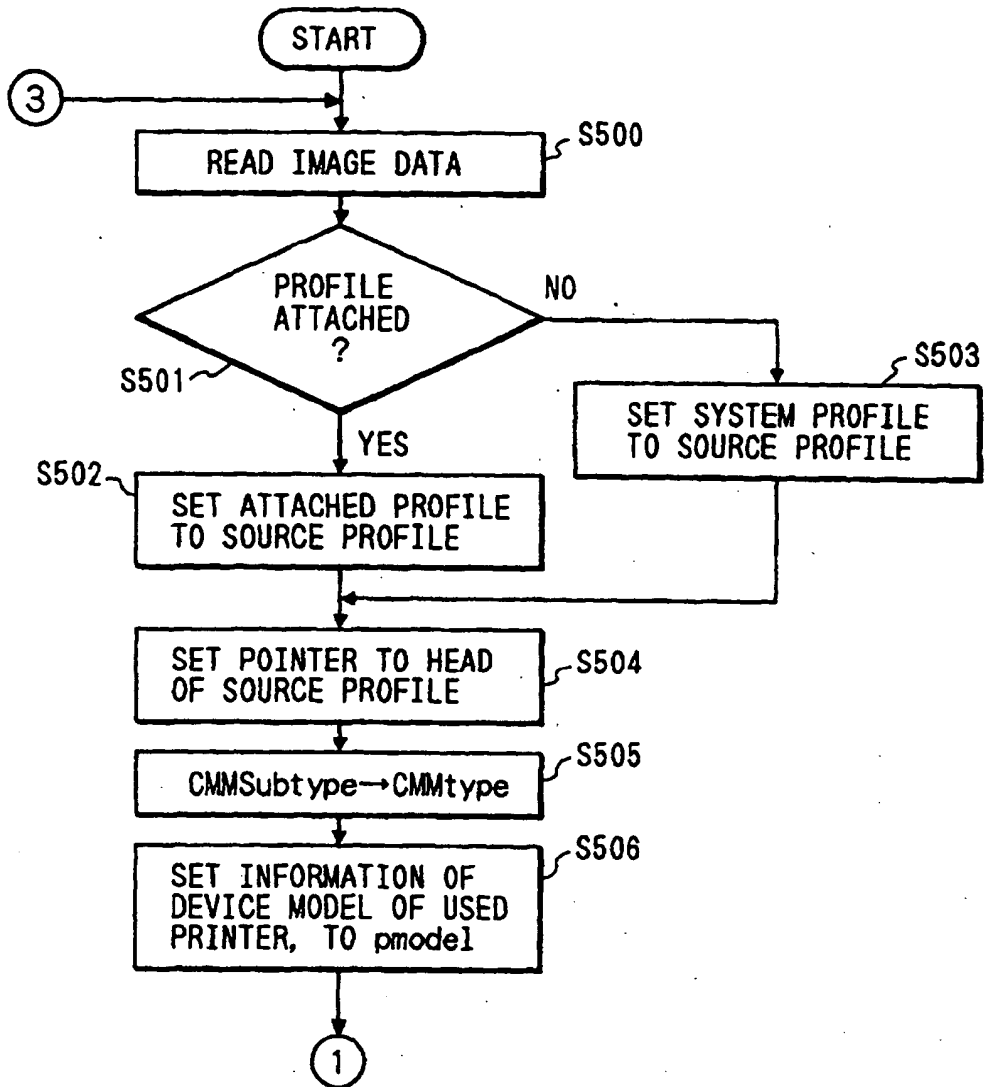 START
3
S500
READ IMAGE DATA
PROFILE
ATTACHED
?
NO
S501
YES
S503
SET SYSTEM PROFILE
TO SOURCE PROFILE
S502
SET ATTACHED PROFILE
TO SOURCE PROFILE
SET POINTER TO HEAD
OF SOURCE PROFILE
S504
S505
CMMSubtype→CMMtype
S506
SET INFORMATION OF
DEVICE MODEL OF USED
PRINTER, TO pmodel
1